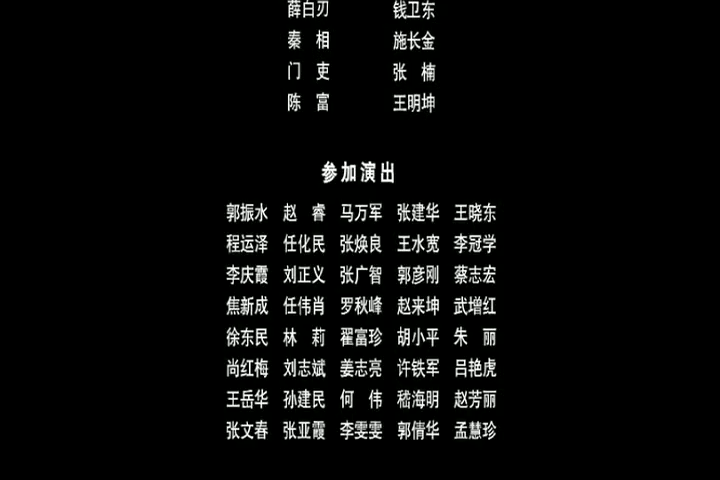 薛白刃 钱卫东
秦 相 施长金
门 吏 张 楠
陈 富 王明坤
参加演出
郭振水 赵 睿 马万军 张建华 王晓东
程运泽 任化民 张焕良 王水宽 李冠学
李庆霞 刘正义 张广智 郭彦刚 蔡志宏
焦新成 任伟肖 罗秋峰 赵来坤 武增红
徐东民 林 莉 翟富珍 胡小平 朱 丽
尚红梅 刘志斌 姜志亮 许铁军 吕艳虎
王岳华 孙建民 何 伟 嵇海明 赵芳丽
张文春 张亚霞 李雯雯 郭倩华 孟慧珍